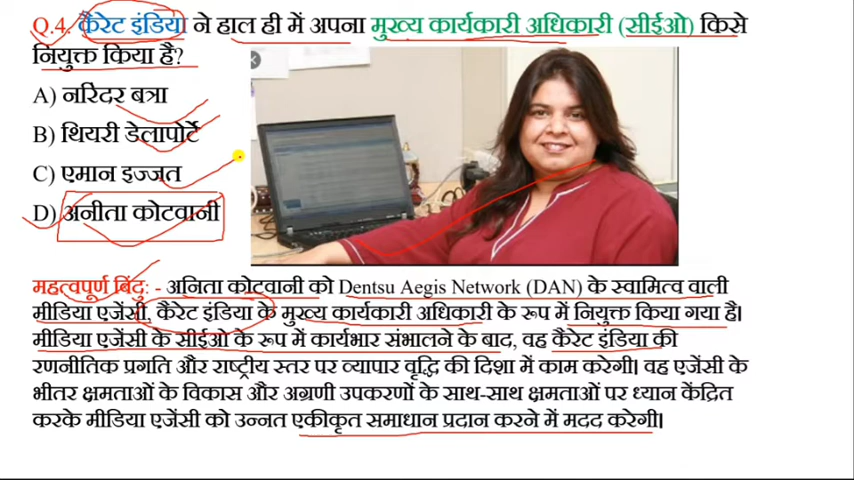 Q.4. कैरेट इंडिया ने हाल ही में अपना मुख्य कार्यकारी अधिकारी (सीईओ) किसे
नियुक्त किया है?
A) नरिंदर बत्रा
B) थियरी डेलापोर्टे
C) एमान इज्जत
D) अनीता कोटवानी
महत्वपूर्ण बिंदु: - अनिता कोटवानी को Dentsu Aegis Network (DAN) के स्वामित्व वाली
मीडिया एजेंसी, कैरेट इंडिया के मुख्य कार्यकारी अधिकारी के रूप में नियुक्त किया गया है।
मीडिया एजेंसी के सीईओ के रूप में कार्यभार संभालने के बाद, वह कैरेट इंडिया की
रणनीतिक प्रगति और राष्ट्रीय स्तर पर व्यापार वृद्धि की दिशा में काम करेगी। वह एजेंसी के
भीतर क्षमताओं के विकास और अग्रणी उपकरणों के साथ-साथ क्षमताओं पर ध्यान केंद्रित
करके मीडिया एजेंसी को उन्नत एकीकृत समाधान प्रदान करने में मदद करेगी।